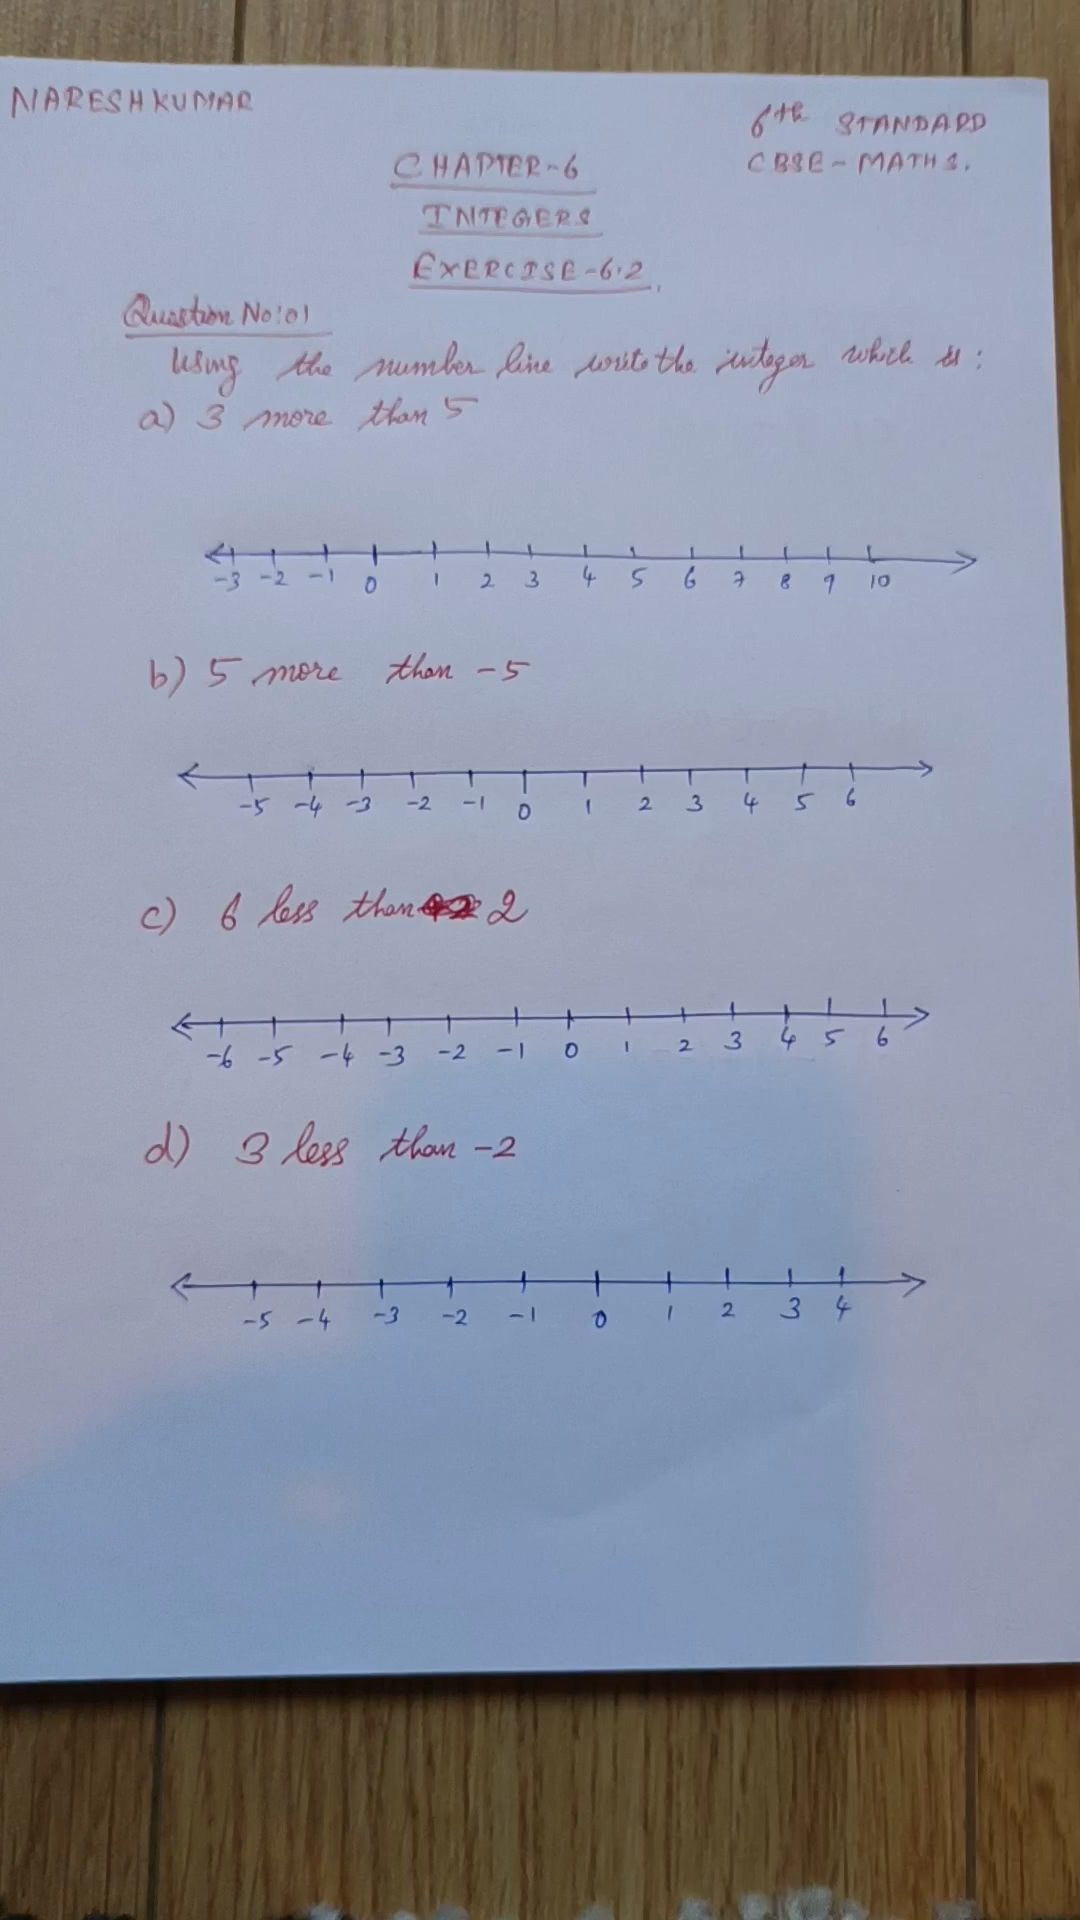 NARESH KUMAR
6th STANDARD
CBSE - MATHS.
CHAPTER-6
INTEGERS
EXERCISE-6.2.
Question No:01
Using the number line write the integer which is:
a) 3 more than 5
-3 -2 -1 0 1 2 3 4 5 6 7 8 9 10
b) 5 more than -5
-5 -4 -3 -2 -1 0 1 2 3 4 5 6
c) 6 less than 2
-6 -5 -4 -3 -2 -1 0 1 2 3 4 5 6
d) 3 less than -2
-5 -4 -3 -2 -1 0 1 2 3 4